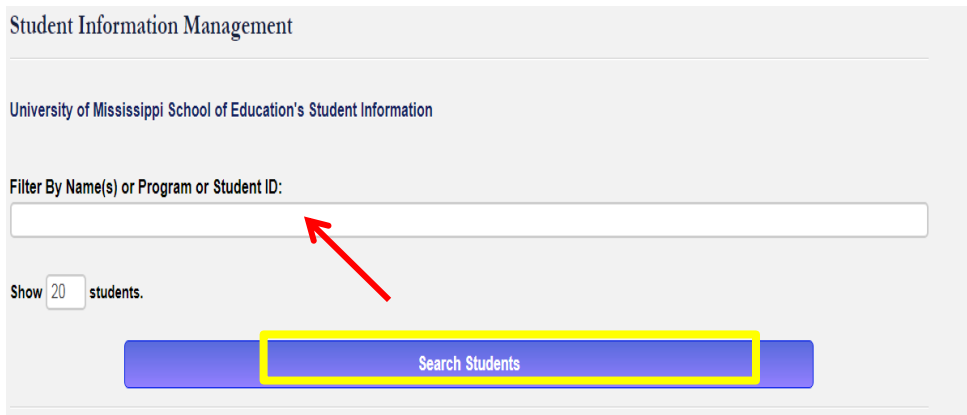 Student Information Management
University of Mississippi School of Education's Student Information
Filter By Name(s) or Program or Student ID:
Show 20 students.
Search Students